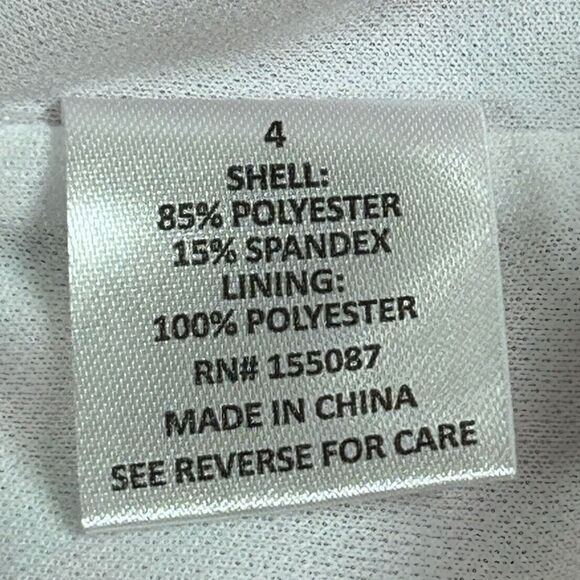 4
SHELL:
85% POLYESTER
15% SPANDEX
LINING:
100% POLYESTER
RN# 155087
MADE IN CHINA
SEE REVERSE FOR CARE